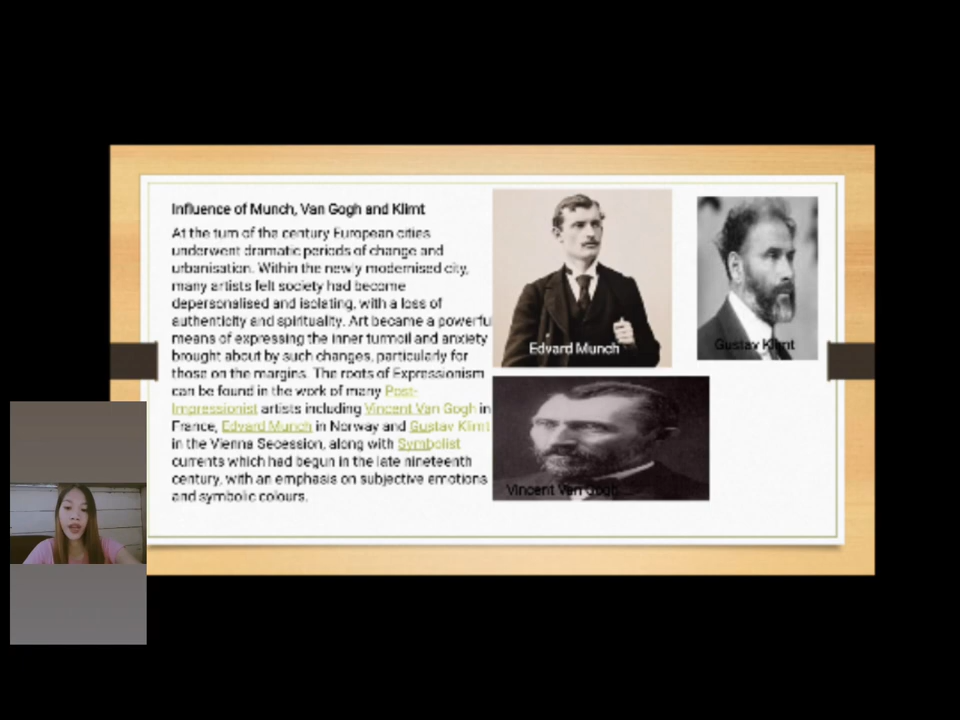 Influence of Munch, Van Gogh and Klimt
At the turn of the century European cities
underwent dramatic periods of change and
urbanisation. Within the newly modernised city,
many artists felt society had become
depersonalised and isolating, with a loss of
authenticity and spirituality. Art became a powerfu
means of expressing the inner turmoil and anxiety
brought about by such changes, particularly for
those on the margins. The roots of Expressionism
can be found in the work of many Post-
Impressionist artists including Vincent Van Gogh in
France, Edvard Munch in Norway and Gustav Klimt
in the Vienna Secession, along with Symbolist
currents which had begun in the late nineteenth
century, with an emphasis on subjective emotions
and symbolic colours.
Edvard Munch
Gustav Klimt
Vincent Van Gogh